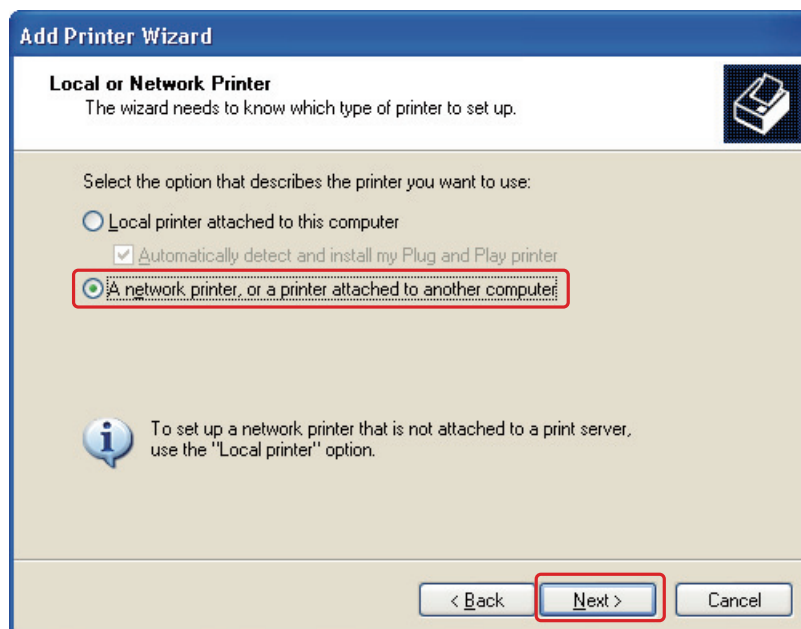 Add Printer Wizard
Local or Network Printer
The wizard needs to know which type of printer to set up.
Select the option that describes the printer you want to use:
Local printer attached to this computer
Automatically detect and install my Plug and Play printer
A network printer, or a printer attached to another computer
To set up a network printer that is not attached to a print server,
use the "Local printer" option.
< Back Next > Cancel